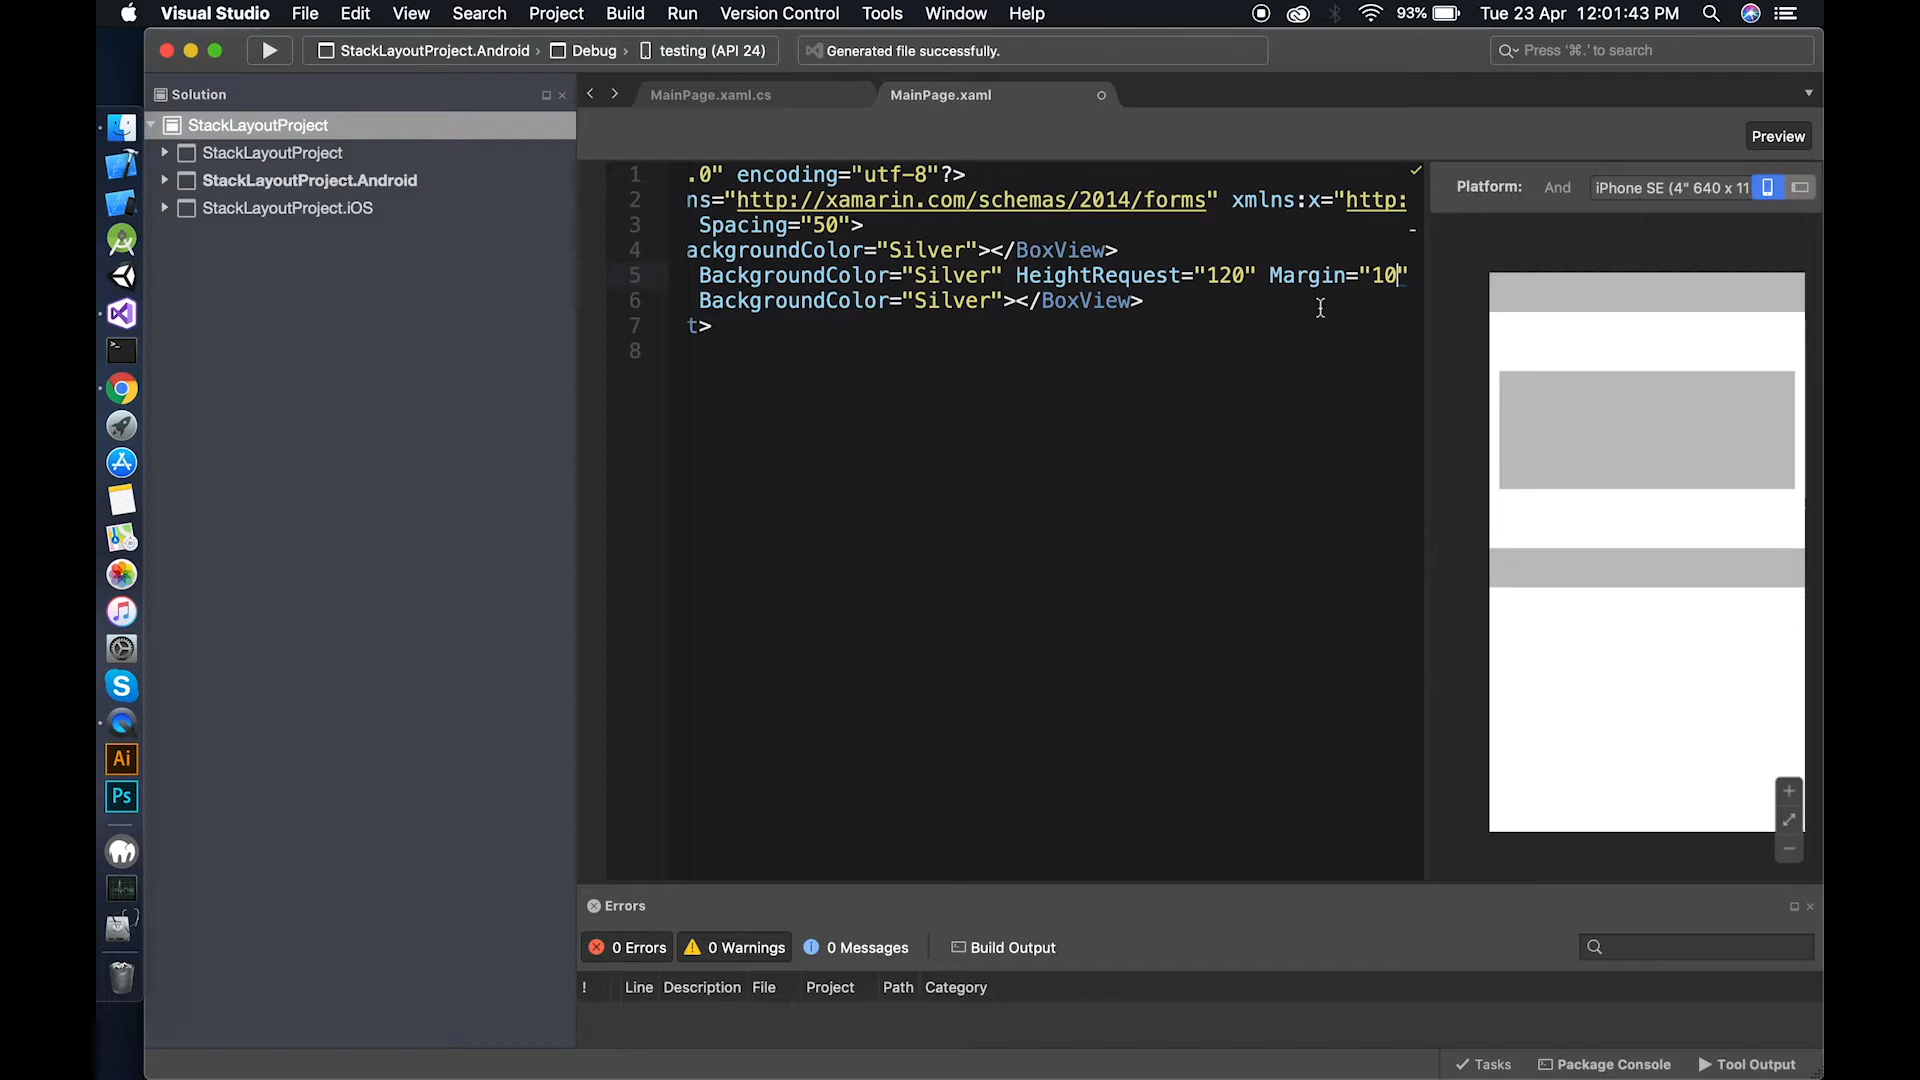 Visual Studio File Edit View Search Project Build Run Version Control Tools Window Help 93% Tue 23 Apr 12:01:43 PM
StackLayoutProject.Android › Debug › testing (API 24) Generated file successfully. Press '⌘.' to search
Solution
MainPage.xaml.cs MainPage.xaml
StackLayoutProject
StackLayoutProject
StackLayoutProject.Android
StackLayoutProject.iOS
Preview
Platform: And iPhone SE (4" 640 x 11
1 .0" encoding="utf-8"?>
2 ns="http://xamarin.com/schemas/2014/forms" xmlns:x="http:
3 Spacing="50">
4 ackgroundColor="Silver"></BoxView>
5 BackgroundColor="Silver" HeightRequest="120" Margin="10"
6 BackgroundColor="Silver"></BoxView>
7 t>
8
Ai
Ps
Errors
0 Errors 0 Warnings 0 Messages Build Output
! Line Description File Project Path Category
Tasks Package Console Tool Output